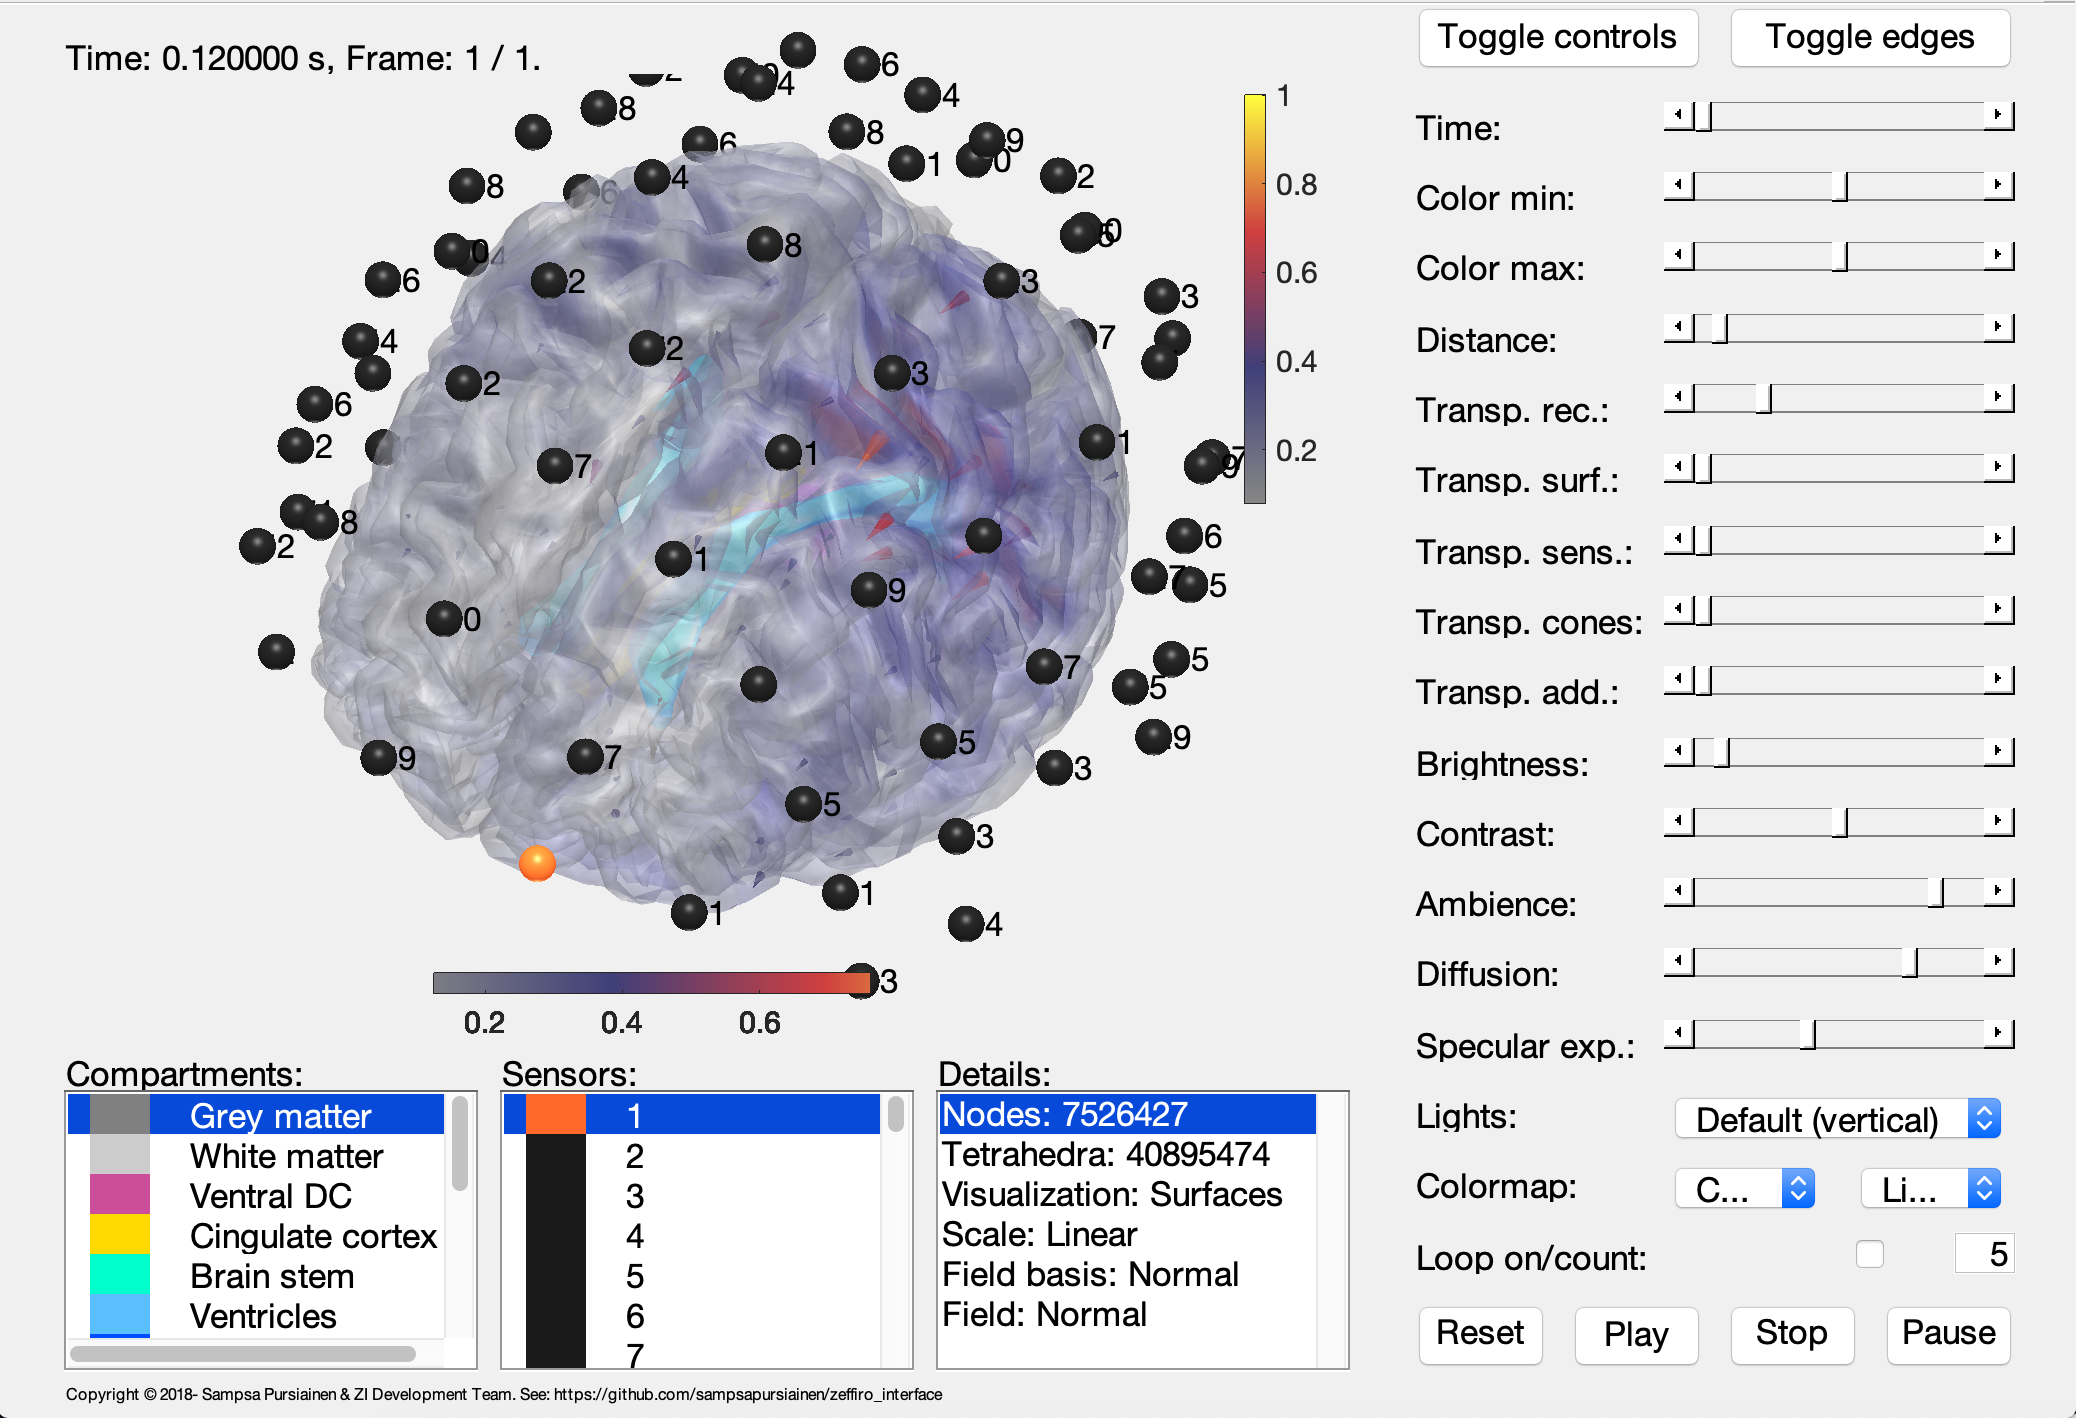 Time: 0.120000 s, Frame: 1 / 1.
Toggle controls
Toggle edges
1
0.8
0.6
0.4
0.2
0.2 0.4 0.6
Time:
Color min:
Color max:
Distance:
Transp. rec.:
Transp. surf.:
Transp. sens.:
Transp. cones:
Transp. add.:
Brightness:
Contrast:
Ambience:
Diffusion:
Specular exp.:
Lights: Default (vertical)
Colormap: C... Li...
Loop on/count: 5
Reset Play Stop Pause
Compartments:
Grey matter
White matter
Ventral DC
Cingulate cortex
Brain stem
Ventricles
Sensors:
1
2
3
4
5
6
7
Details:
Nodes: 7526427
Tetrahedra: 40895474
Visualization: Surfaces
Scale: Linear
Field basis: Normal
Field: Normal
Copyright © 2018- Sampsa Pursiainen & ZI Development Team. See: https://github.com/sampsapursiainen/zeffiro_interface